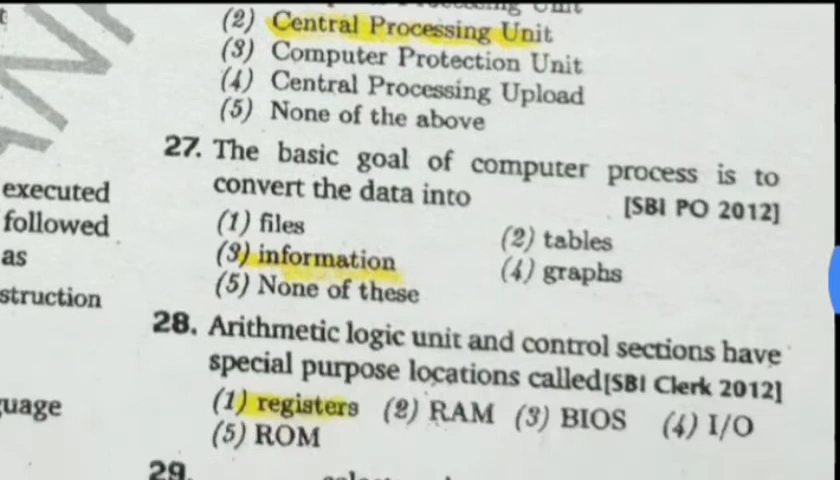 (2) Central Processing Unit
(3) Computer Protection Unit
(4) Central Processing Upload
(5) None of the above
27. The basic goal of computer process is to
convert the data into [SBI PO 2012]
(1) files (2) tables
(3) information (4) graphs
(5) None of these
28. Arithmetic logic unit and control sections have
special purpose locations called[SBI Clerk 2012]
(1) registers (2) RAM (3) BIOS (4) I/O
(5) ROM
29.
executed
followed
as
struction